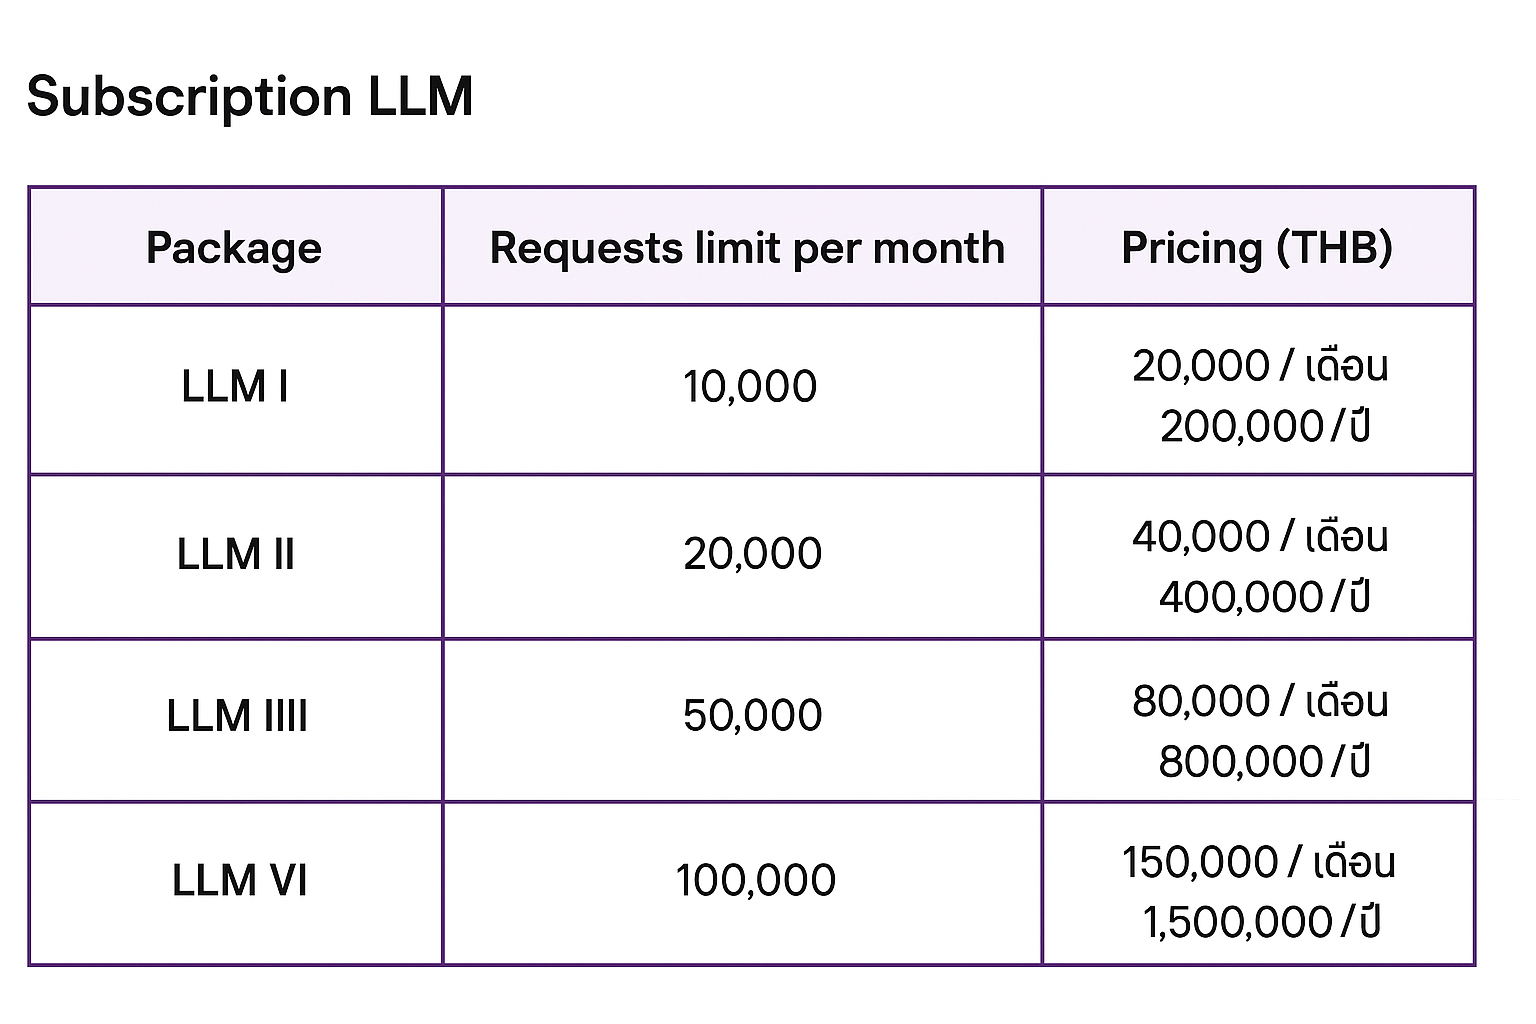 Subscription LLM
Package Requests limit per month Pricing (THB)
LLM I 10,000 20,000 / เดือน
200,000/ปี
LLM II 20,000 40,000 / เดือน
400,000/ปี
LLM IIII 50,000 80,000 / เดือน
800,000/ปี
LLM VI 100,000 150,000 / เดือน
1,500,000/ปี